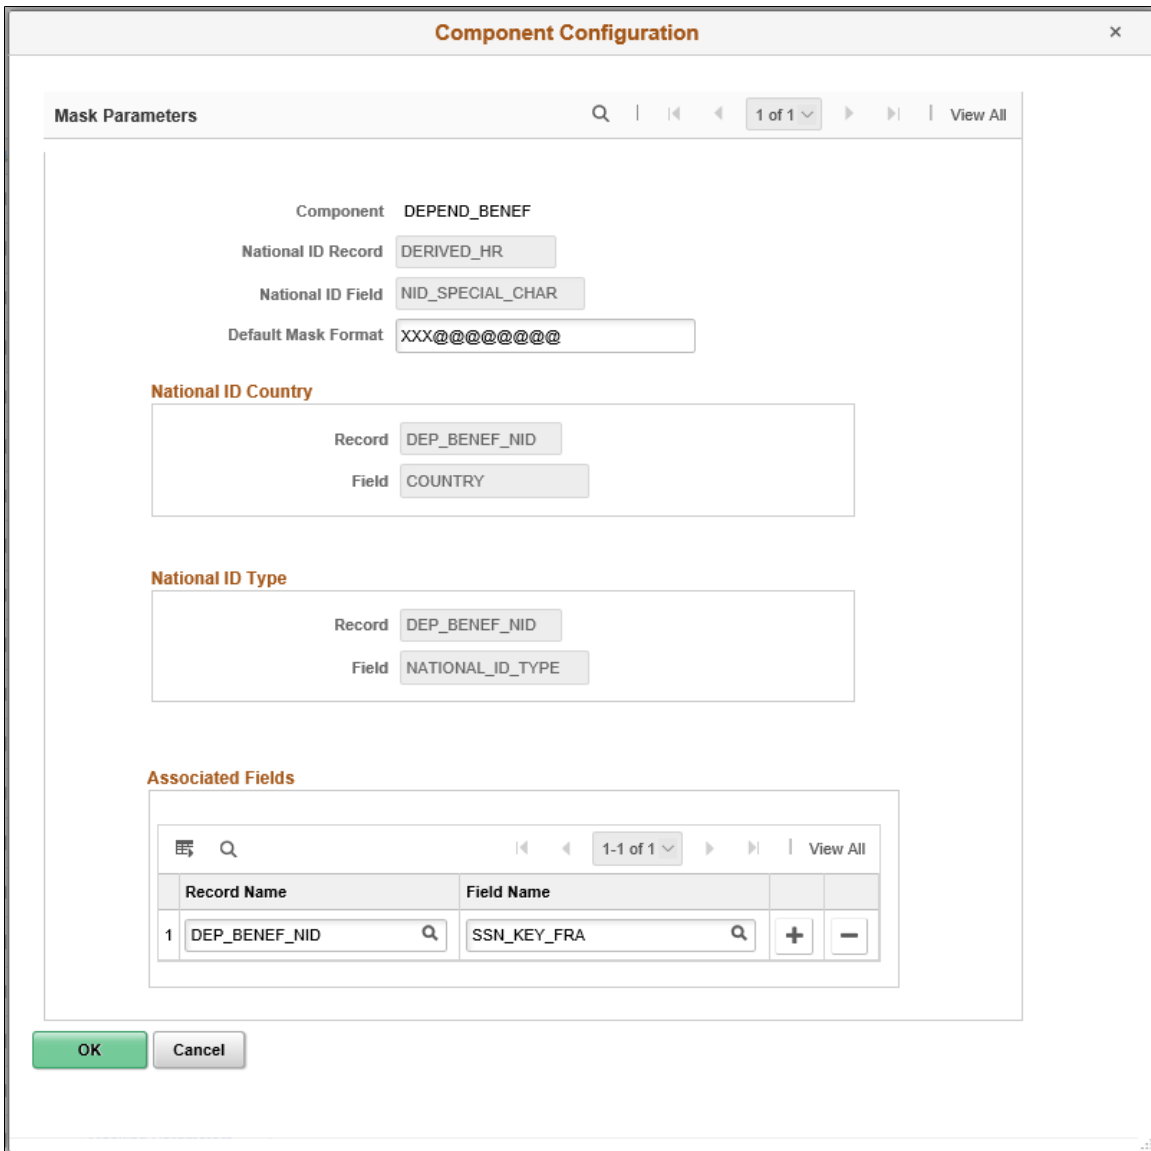 Component Configuration ×
Mask Parameters 1 of 1 View All
Component DEPEND_BENEF
National ID Record DERIVED_HR
National ID Field NID_SPECIAL_CHAR
Default Mask Format XXX@@@@@@@@
National ID Country
Record DEP_BENEF_NID
Field COUNTRY
National ID Type
Record DEP_BENEF_NID
Field NATIONAL_ID_TYPE
Associated Fields
1-1 of 1 View All
Record Name Field Name
1 DEP_BENEF_NID SSN_KEY_FRA
OK Cancel